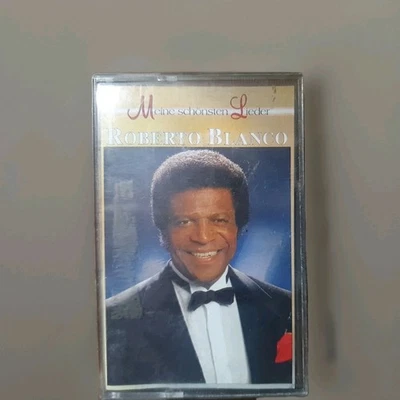 Meine schönsten Lieder
ROBERTO BLANCO